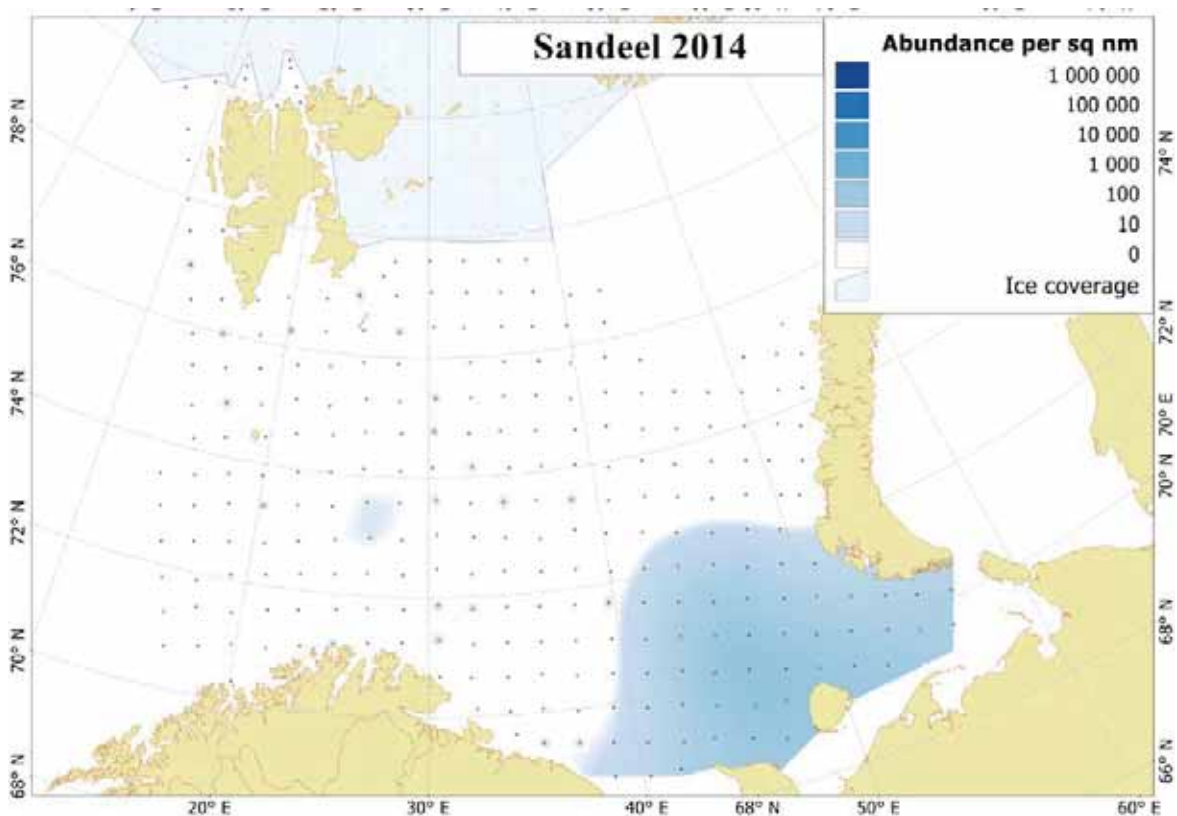 Sandeel 2014
Abundance per sq nm
1 000 000
100 000
10 000
1 000
100
10
0
Ice coverage
78° N
76° N
74° N
72° N
70° N
68° N
74° N
72° N
70° E
70° N
68° N
66° N
20° E
30° E
40° E
68° N
50° E
60° E